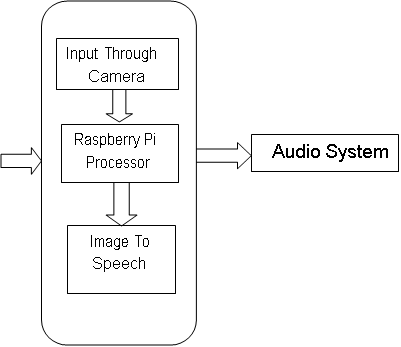 Input Through
Camera
Raspberry Pi
Processor
Image To
Speech
Audio System